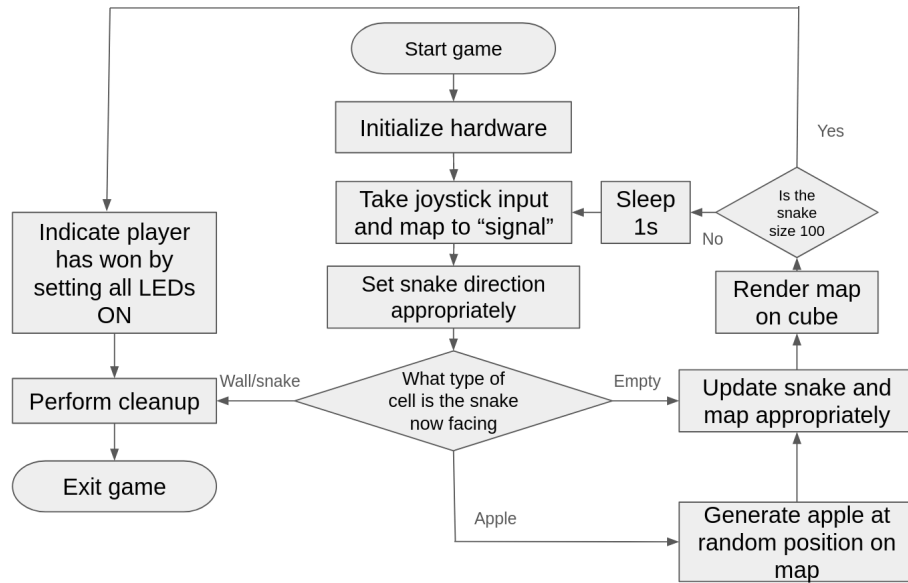 Start game
Initialize hardware
Yes
Take joystick input
and map to “signal”
Sleep
1s
No
Is the
snake
size 100
Indicate player
has won by
setting all LEDs
ON
Set snake direction
appropriately
Render map
on cube
Wall/snake
What type of
cell is the snake
now facing
Empty
Perform cleanup
Update snake and
map appropriately
Exit game
Apple
Generate apple at
random position on
map